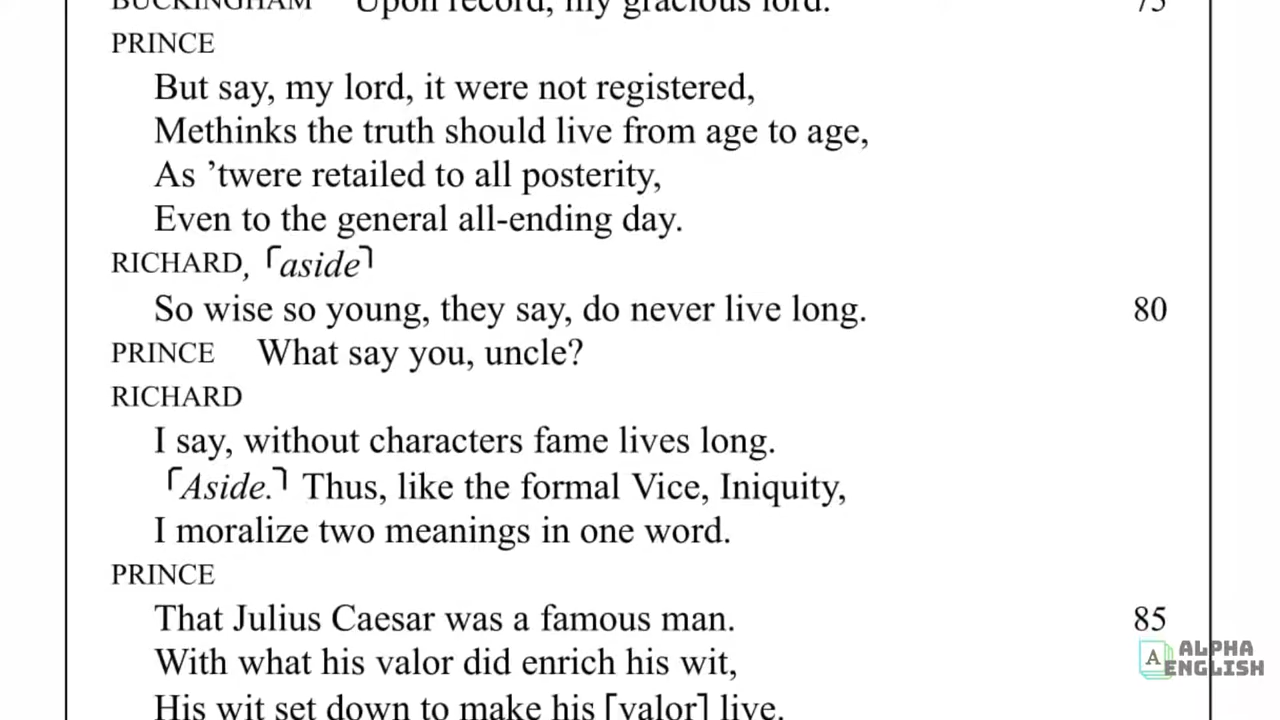 BUCKINGHAM Upon record, my gracious lord. 75
PRINCE
But say, my lord, it were not registered,
Methinks the truth should live from age to age,
As ’twere retailed to all posterity,
Even to the general all-ending day.
RICHARD, ⌜aside⌝
So wise so young, they say, do never live long. 80
PRINCE What say you, uncle?
RICHARD
I say, without characters fame lives long.
⌜Aside.⌝ Thus, like the formal Vice, Iniquity,
I moralize two meanings in one word.
PRINCE
That Julius Caesar was a famous man. 85
With what his valor did enrich his wit,
His wit set down to make his ⌜valor⌝ live.
A ALPHA
ENGLISH